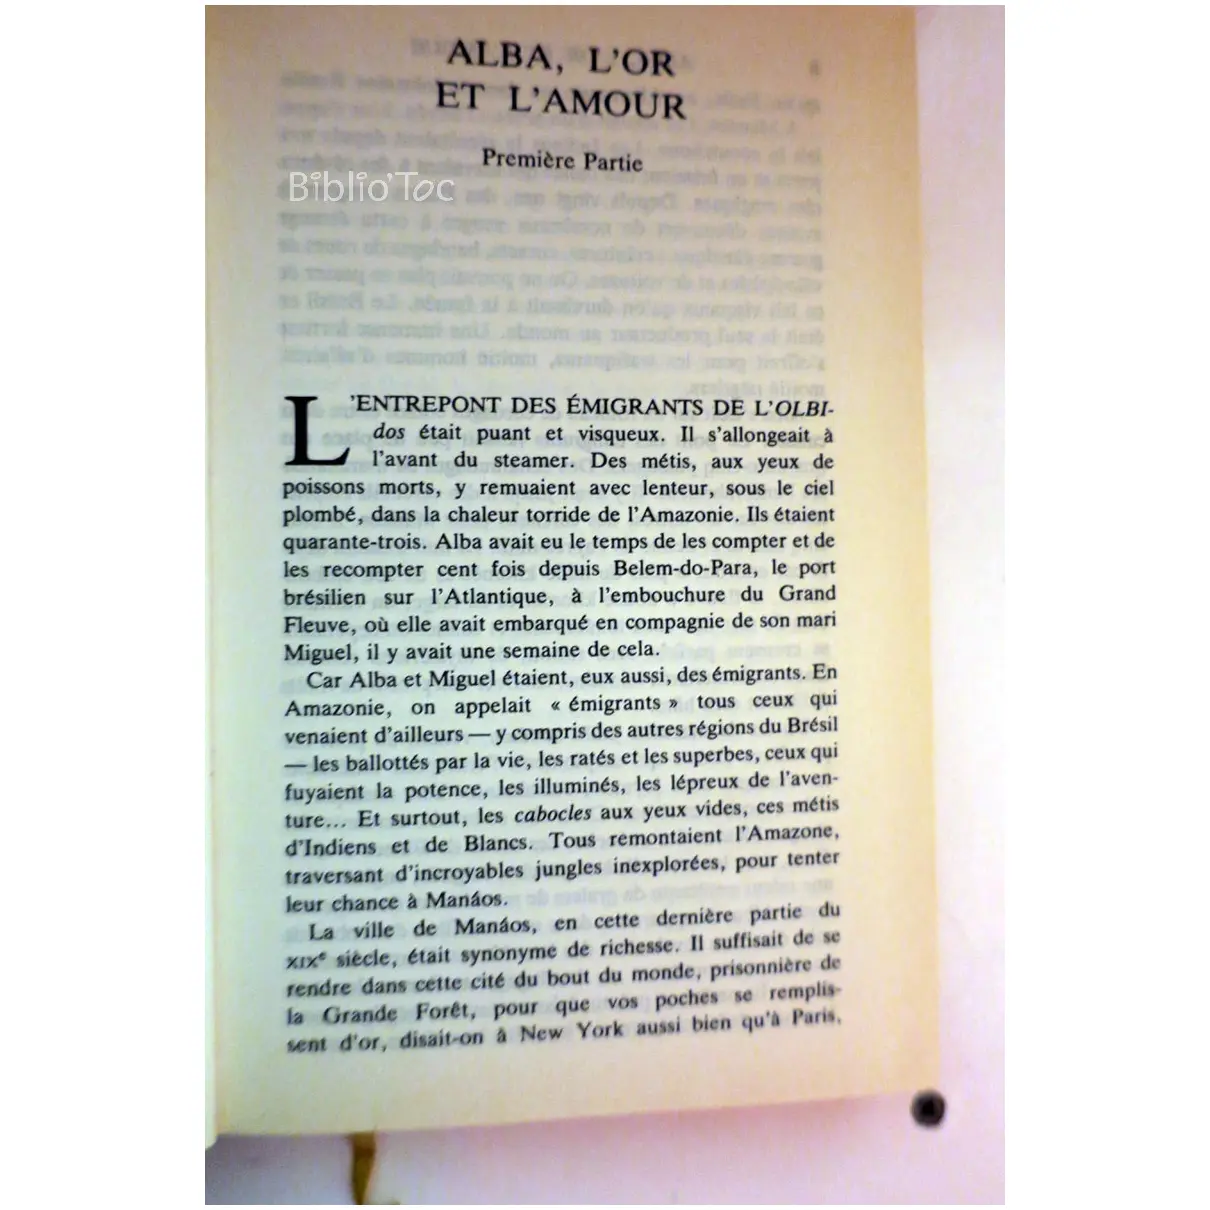 ALBA, L'OR
ET L'AMOUR
Première Partie
Biblio'Toc
L'ENTREPONT DES ÉMIGRANTS DE L'OLBI-
dos était puant et visqueux. Il s'allongeait à
l'avant du steamer. Des métis, aux yeux de
poissons morts, y remuaient avec lenteur, sous le ciel
plombé, dans la chaleur torride de l'Amazonie. Ils étaient
quarante-trois. Alba avait eu le temps de les compter et de
les recompter cent fois depuis Belem-do-Para, le port
brésilien sur l'Atlantique, à l'embouchure du Grand
Fleuve, où elle avait embarqué en compagnie de son mari
Miguel, il y avait une semaine de cela.
Car Alba et Miguel étaient, eux aussi, des émigrants. En
Amazonie, on appelait « émigrants » tous ceux qui
venaient d'ailleurs — y compris des autres régions du Brésil
— les ballottés par la vie, les ratés et les superbes, ceux qui
fuyaient la potence, les illuminés, les lépreux de l'aven-
ture... Et surtout, les cabocles aux yeux vides, ces métis
d'Indiens et de Blancs. Tous remontaient l'Amazone,
traversant d'incroyables jungles inexplorées, pour tenter
leur chance à Manáos.
La ville de Manáos, en cette dernière partie du
XIXe siècle, était synonyme de richesse. Il suffisait de se
rendre dans cette cité du bout du monde, prisonnière de
la Grande Forêt, pour que vos poches se remplis-
sent d'or, disait-on à New York aussi bien qu'à Paris,